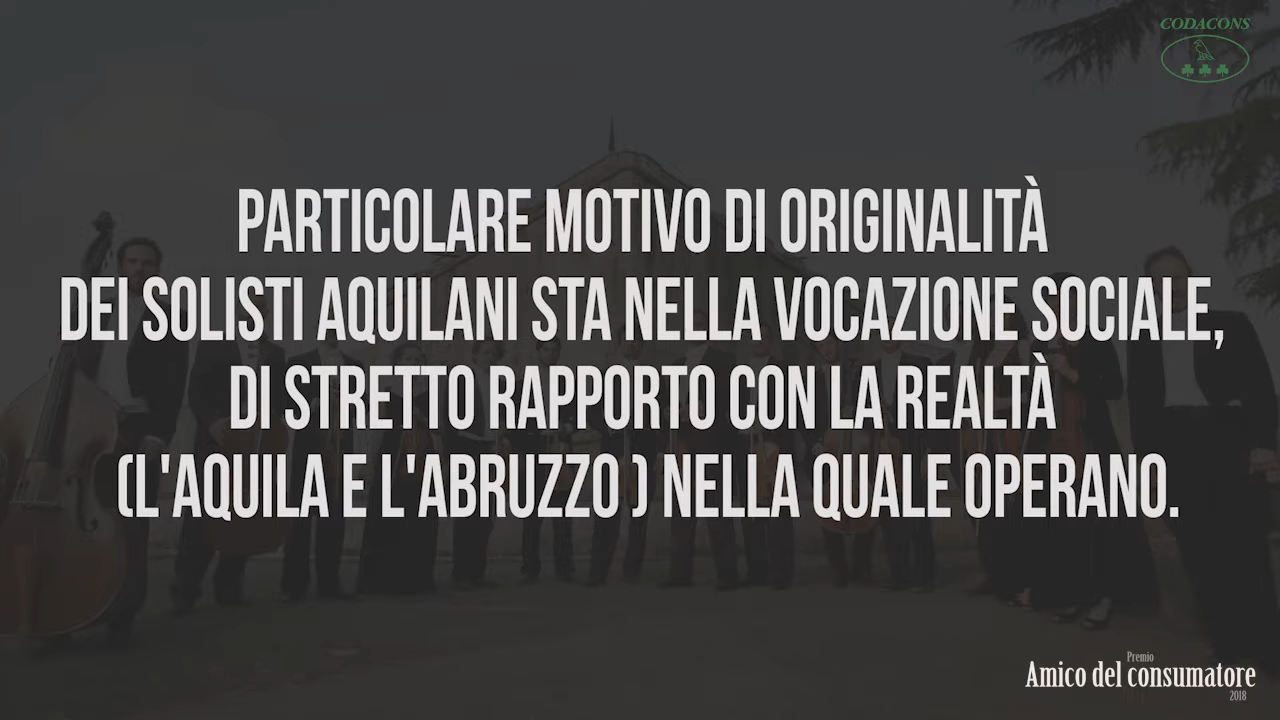 CODACONS
PARTICOLARE MOTIVO DI ORIGINALITÀ
DEI SOLISTI AQUILANI STA NELLA VOCAZIONE SOCIALE,
DI STRETTO RAPPORTO CON LA REALTÀ
(L'AQUILA E L'ABRUZZO ) NELLA QUALE OPERANO.
Premio
Amico del consumatore
2018